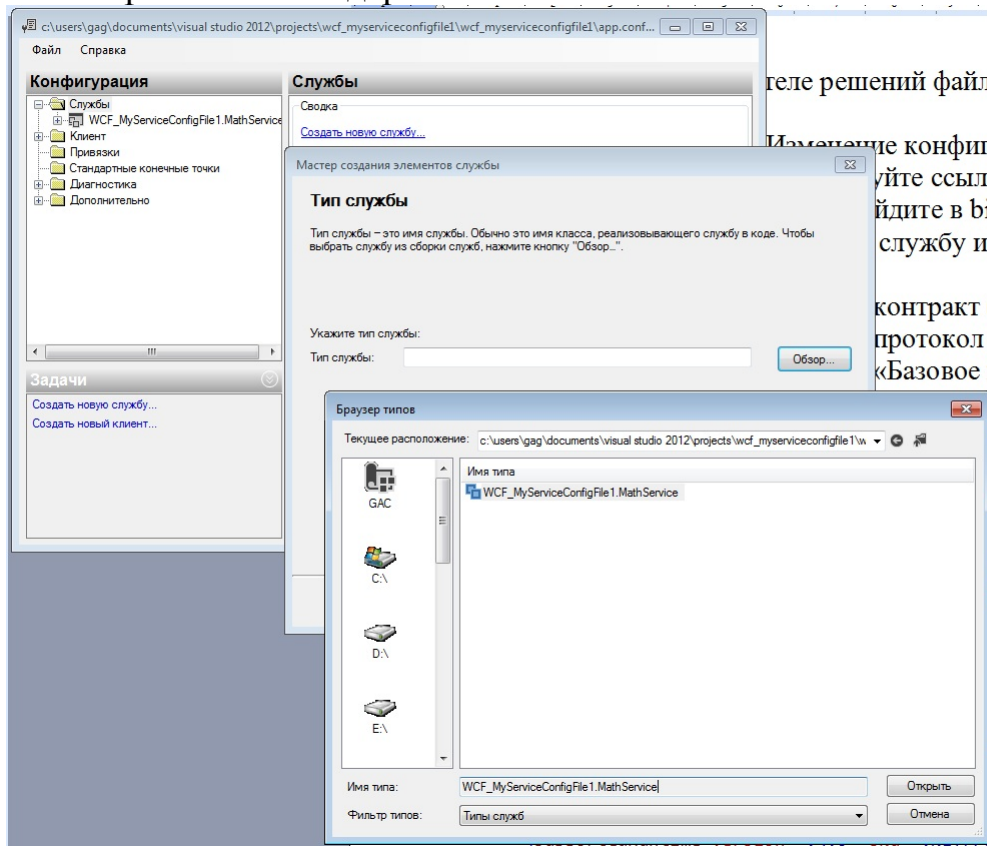 c:\users\gag\documents\visual studio 2012\projects\wcf_myserviceconfigfile1\wcf_myserviceconfigfile1\app.conf...
Файл Справка
Конфигурация
Службы
WCF_MyServiceConfigFile1.MathService
Клиент
Привязки
Стандартные конечные точки
Диагностика
Дополнительно
Задачи
Создать новую службу...
Создать новый клиент...
Службы
Сводка
Создать новую службу...
теле решений файл
Изменение конфиг
уйте ссыл
йдите в bi
службу и
контракт
протокол
«Базовое
Мастер создания элементов службы
Тип службы
Тип службы – это имя службы. Обычно это имя класса, реализовывающего службу в коде. Чтобы
выбрать службу из сборки служб, нажмите кнопку "Обзор...".
Укажите тип службы:
Тип службы:
Обзор...
Браузер типов
Текущее расположение: c:\users\gag\documents\visual studio 2012\projects\wcf_myserviceconfigfile1\w
GAC
C:\
D:\
E:\
Имя типа
WCF_MyServiceConfigFile1.MathService
Имя типа: WCF_MyServiceConfigFile1.MathService
Открыть
Фильтр типов: Типы служб
Отмена